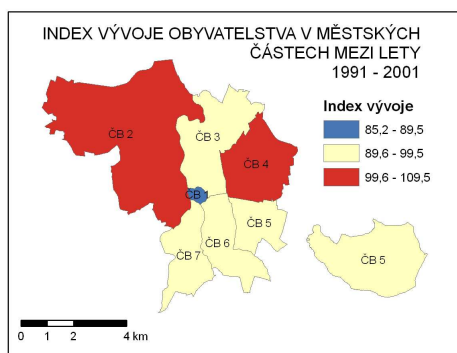 INDEX VÝVOJE OBYVATELSTVA V MĚSTSKÝCH
ČÁSTECH MEZI LETY
1991 - 2001
Index vývoje
85,2 - 89,5
89,6 - 99,5
99,6 - 109,5
ČB 2
ČB 3
ČB 4
ČB 1
ČB 5
ČB 6
ČB 7
ČB 5
0 1 2 4 km